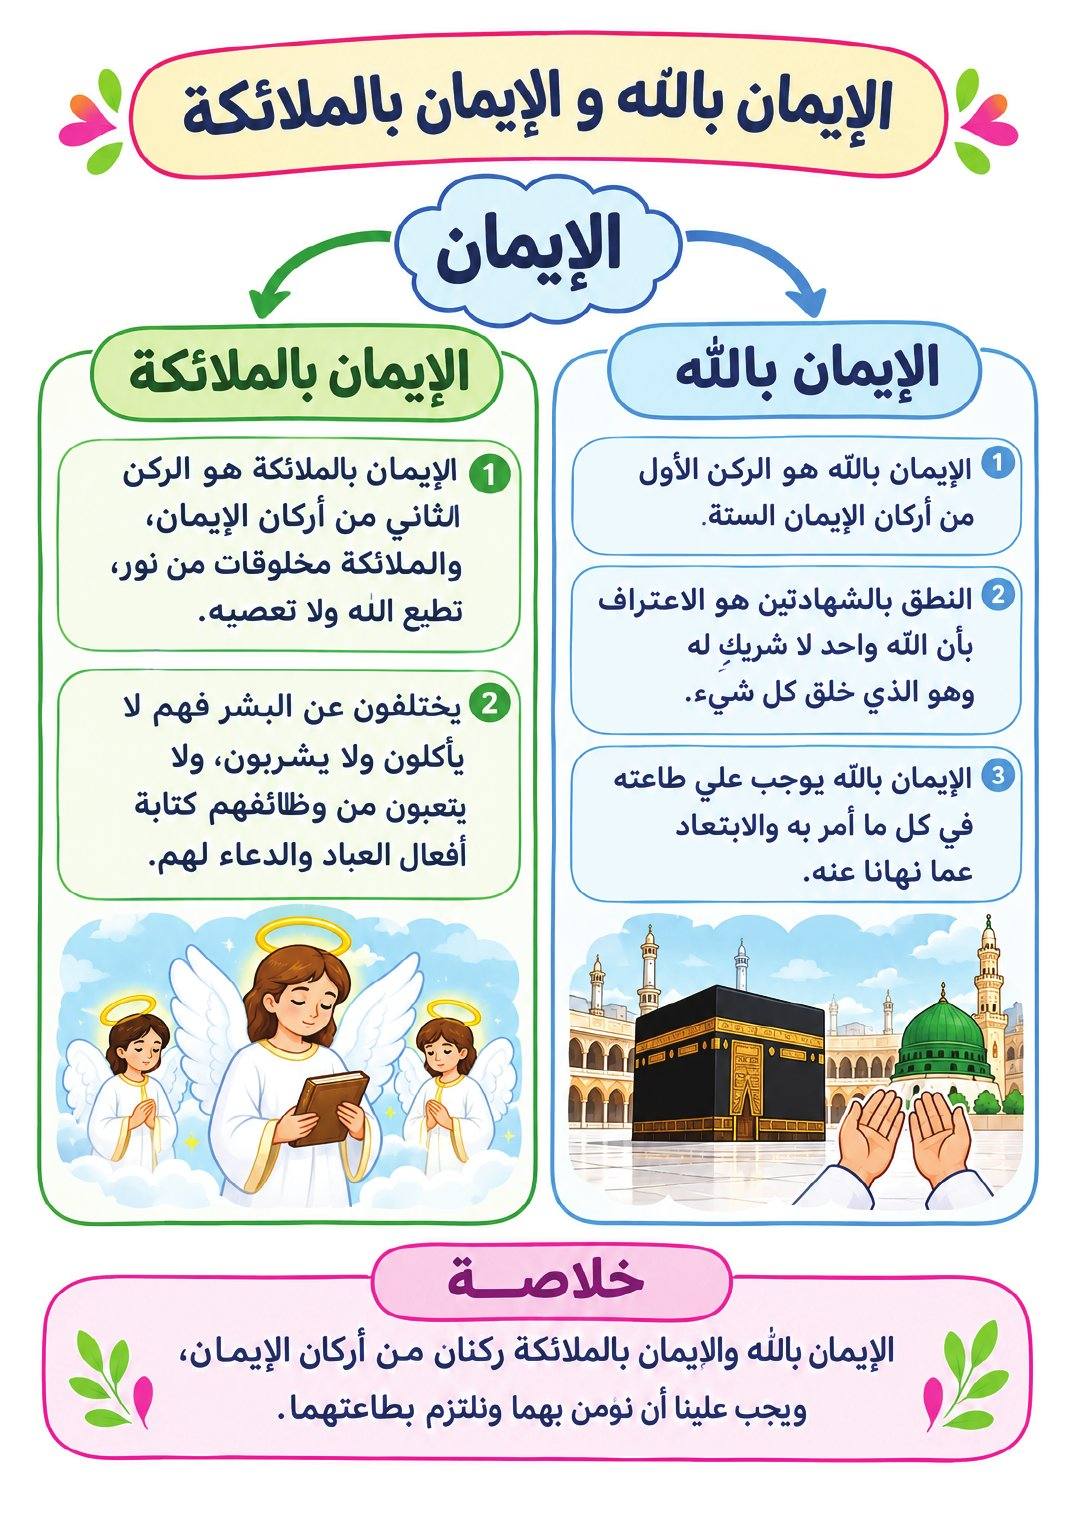 الإيمان بالله و الإيمان بالملائكة
الإيمان
الإيمان بالله
1
الإيمان بالله هو الركن الأول
من أركان الإيمان الستة.
2
النطق بالشهادتين هو الاعتراف
بأن الله واحد لا شريكِ له
وهو الذي خلق كل شيء.
3
الإيمان بالله يوجب علي طاعته
في كل ما أمر به والابتعاد
عما نهانا عنه.
الإيمان بالملائكة
1
الإيمان بالملائكة هو الركن
الثاني من أركان الإيمان،
والملائكة مخلوقات من نور،
تطيع الله ولا تعصيه.
2
يختلفون عن البشر فهم لا
يأكلون ولا يشربون، ولا
يتعبون من وظائفهم كتابة
أفعال العباد والدعاء لهم.
خلاصـــة
الإيمان بالله والإيمان بالملائكة ركنان من أركان الإيمـان،
ويجب علينا أن نؤمن بهما ونلتزم بطاعتهما.